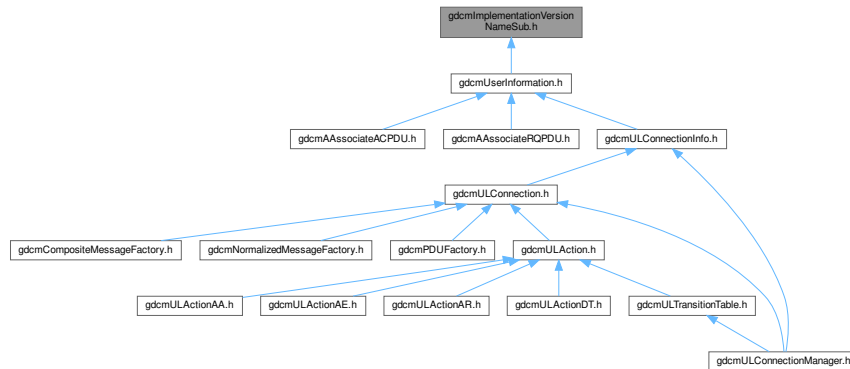 gdcmImplementationVersion
NameSub.h
gdcmUserInformation.h
gdcmAAssociateACPDU.h
gdcmAAssociateRQPDU.h
gdcmULConnectionInfo.h
gdcmULConnection.h
gdcmCompositeMessageFactory.h
gdcmNormalizedMessageFactory.h
gdcmPDUFactory.h
gdcmULAction.h
gdcmULActionAA.h
gdcmULActionAE.h
gdcmULActionAR.h
gdcmULActionDT.h
gdcmULTransitionTable.h
gdcmULConnectionManager.h